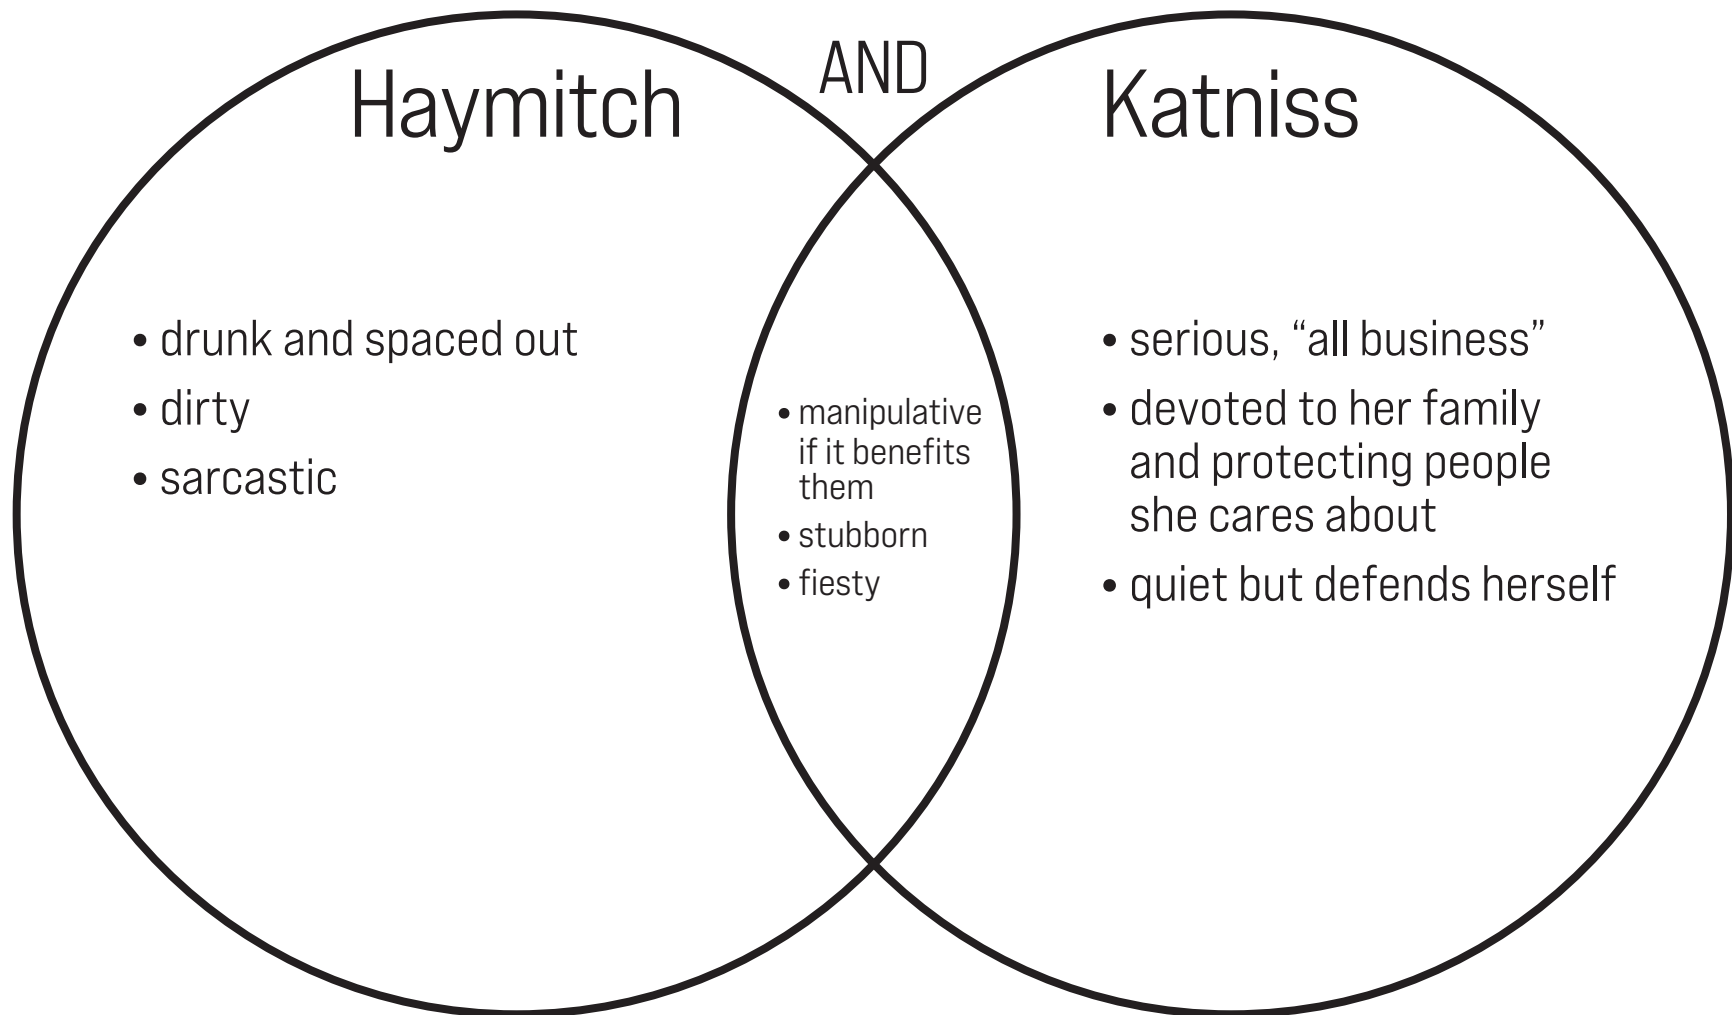 Haymitch
AND
Katniss
• drunk and spaced out
• dirty
• sarcastic
• manipulative
if it benefits
them
• stubborn
• fiesty
• serious, “all business”
• devoted to her family
and protecting people
she cares about
• quiet but defends herself